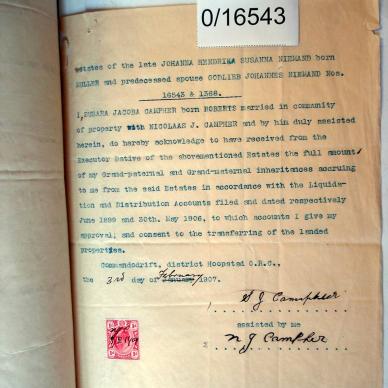 0/16543
estates of the late JOHANNA HENDRINA SUSANNA NIEMAND born
MULLER and predeceased spouse GODLIEB JOHANNES NIEMAND Nos.
16543 & 1368.
I, SUSARA JACOBA CAMPHER born ROBERTS married in community
of property with NICOLAAS J. CAMPHER and by him duly assisted
herein, do hereby acknowledge to have received from the
Executor Dative of the abovementioned Estates the full amount
of my Grand-paternal and Grand-maternal inheritances accruing
to me from the said Estates in accordance with the Liquida-
tion and Distribution Accounts filed and dated respectively
June 1899 and 30th. May 1906, to which accounts I give my
approval; and consent to the transferring of the landed
properties.
Commandodrift, district Hoopstad O.R.C.,
February
the 3rd day of January 1907.
S J Campher
assisted by me
N J Campher